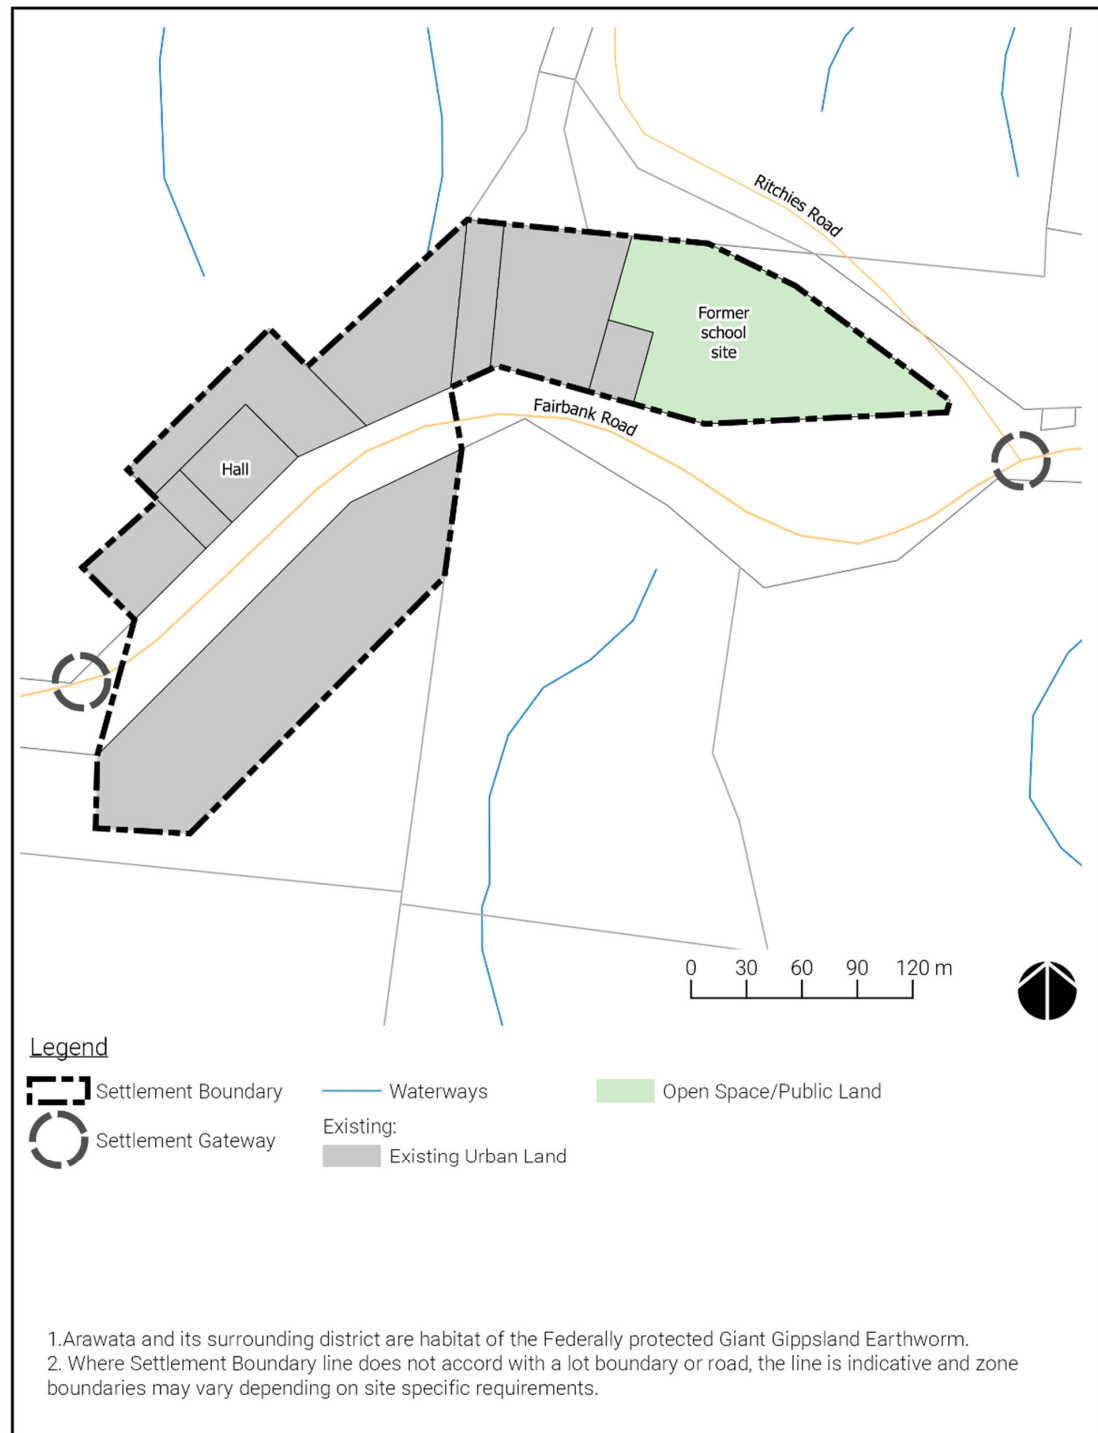 Ritchies Road
Former
school
site
Fairbank Road
Hall
0 30 60 90 120 m
Legend
Settlement Boundary
Waterways
Open Space/Public Land
Settlement Gateway
Existing:
Existing Urban Land
1.Arawata and its surrounding district are habitat of the Federally protected Giant Gippsland Earthworm.
2. Where Settlement Boundary line does not accord with a lot boundary or road, the line is indicative and zone
boundaries may vary depending on site specific requirements.